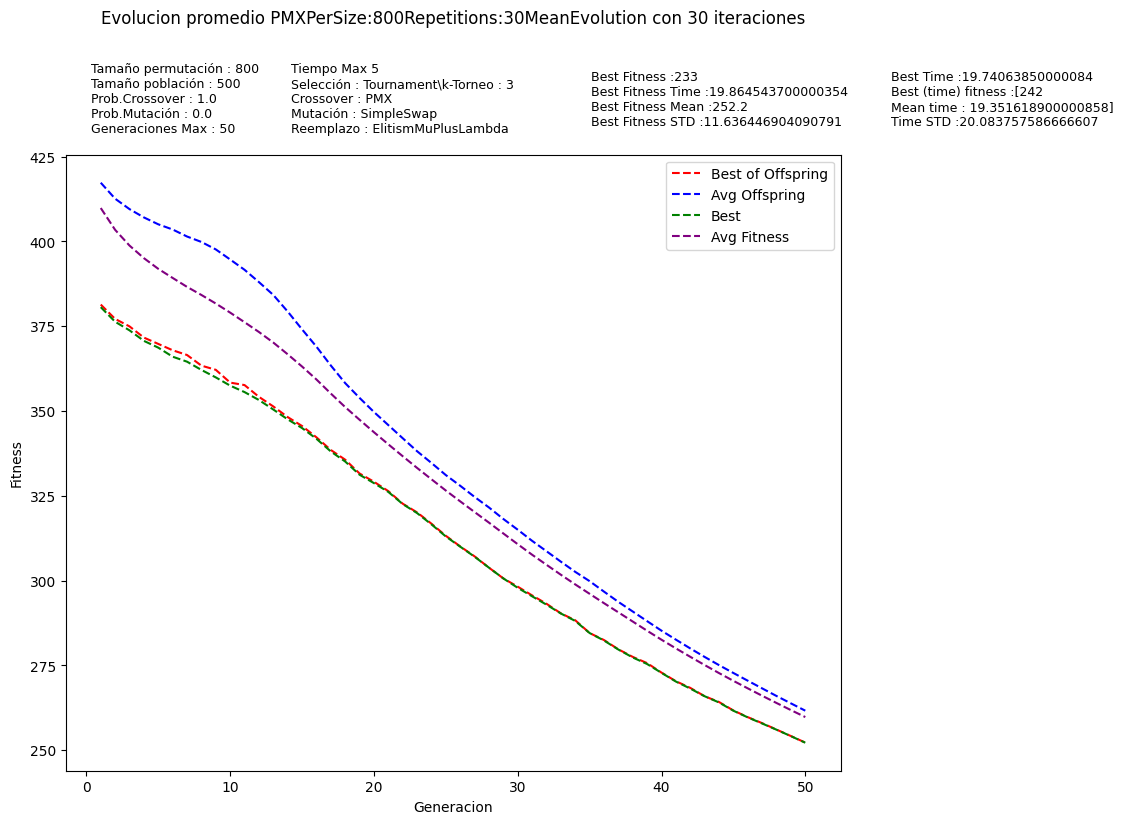 Evolucion promedio PMXPerSize:800Repetitions:30MeanEvolution con 30 iteraciones
Tamaño permutación : 800
Tamaño población : 500
Prob.Crossover : 1.0
Prob.Mutación : 0.0
Generaciones Max : 50
Tiempo Max 5
Selección : Tournament\k-Torneo : 3
Crossover : PMX
Mutación : SimpleSwap
Reemplazo : ElitismMuPlusLambda
Best Fitness :233
Best Fitness Time :19.864543700000354
Best Fitness Mean :252.2
Best Fitness STD :11.636446904090791
Best Time :19.74063850000084
Best (time) fitness :[242
Mean time : 19.351618900000858]
Time STD :20.083757586666607
425
400
375
350
325
300
275
250
Fitness
Best of Offspring
Avg Offspring
Best
Avg Fitness
0
10
20
30
40
50
Generacion